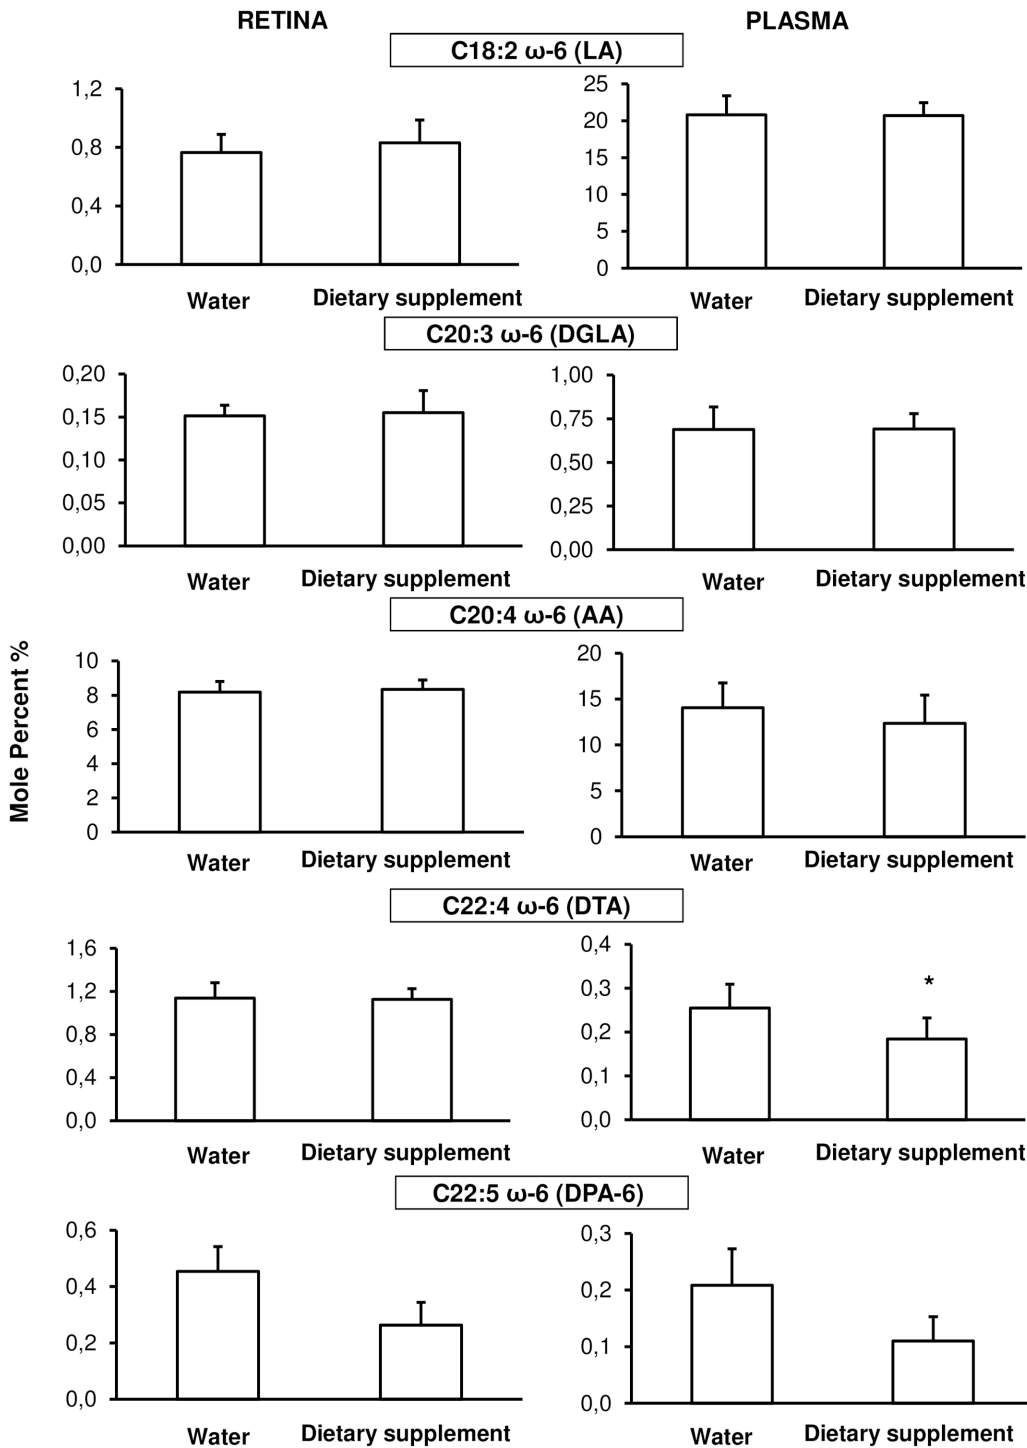 RETINA PLASMA
C18:2 ω-6 (LA)
1,2
0,8
0,4
0,0
Water Dietary supplement
25
20
15
10
5
0
Water Dietary supplement
C20:3 ω-6 (DGLA)
0,20
0,15
0,10
0,05
0,00
Water Dietary supplement
1,00
0,75
0,50
0,25
0,00
Water Dietary supplement
Mole Percent %
C20:4 ω-6 (AA)
10
8
6
4
2
0
Water Dietary supplement
20
15
10
5
0
Water Dietary supplement
C22:4 ω-6 (DTA)
1,6
1,2
0,8
0,4
0,0
Water Dietary supplement
0,4
0,3
0,2
0,1
0,0
*
Water Dietary supplement
C22:5 ω-6 (DPA-6)
0,6
0,4
0,2
0,0
Water Dietary supplement
0,3
0,2
0,1
0,0
Water Dietary supplement